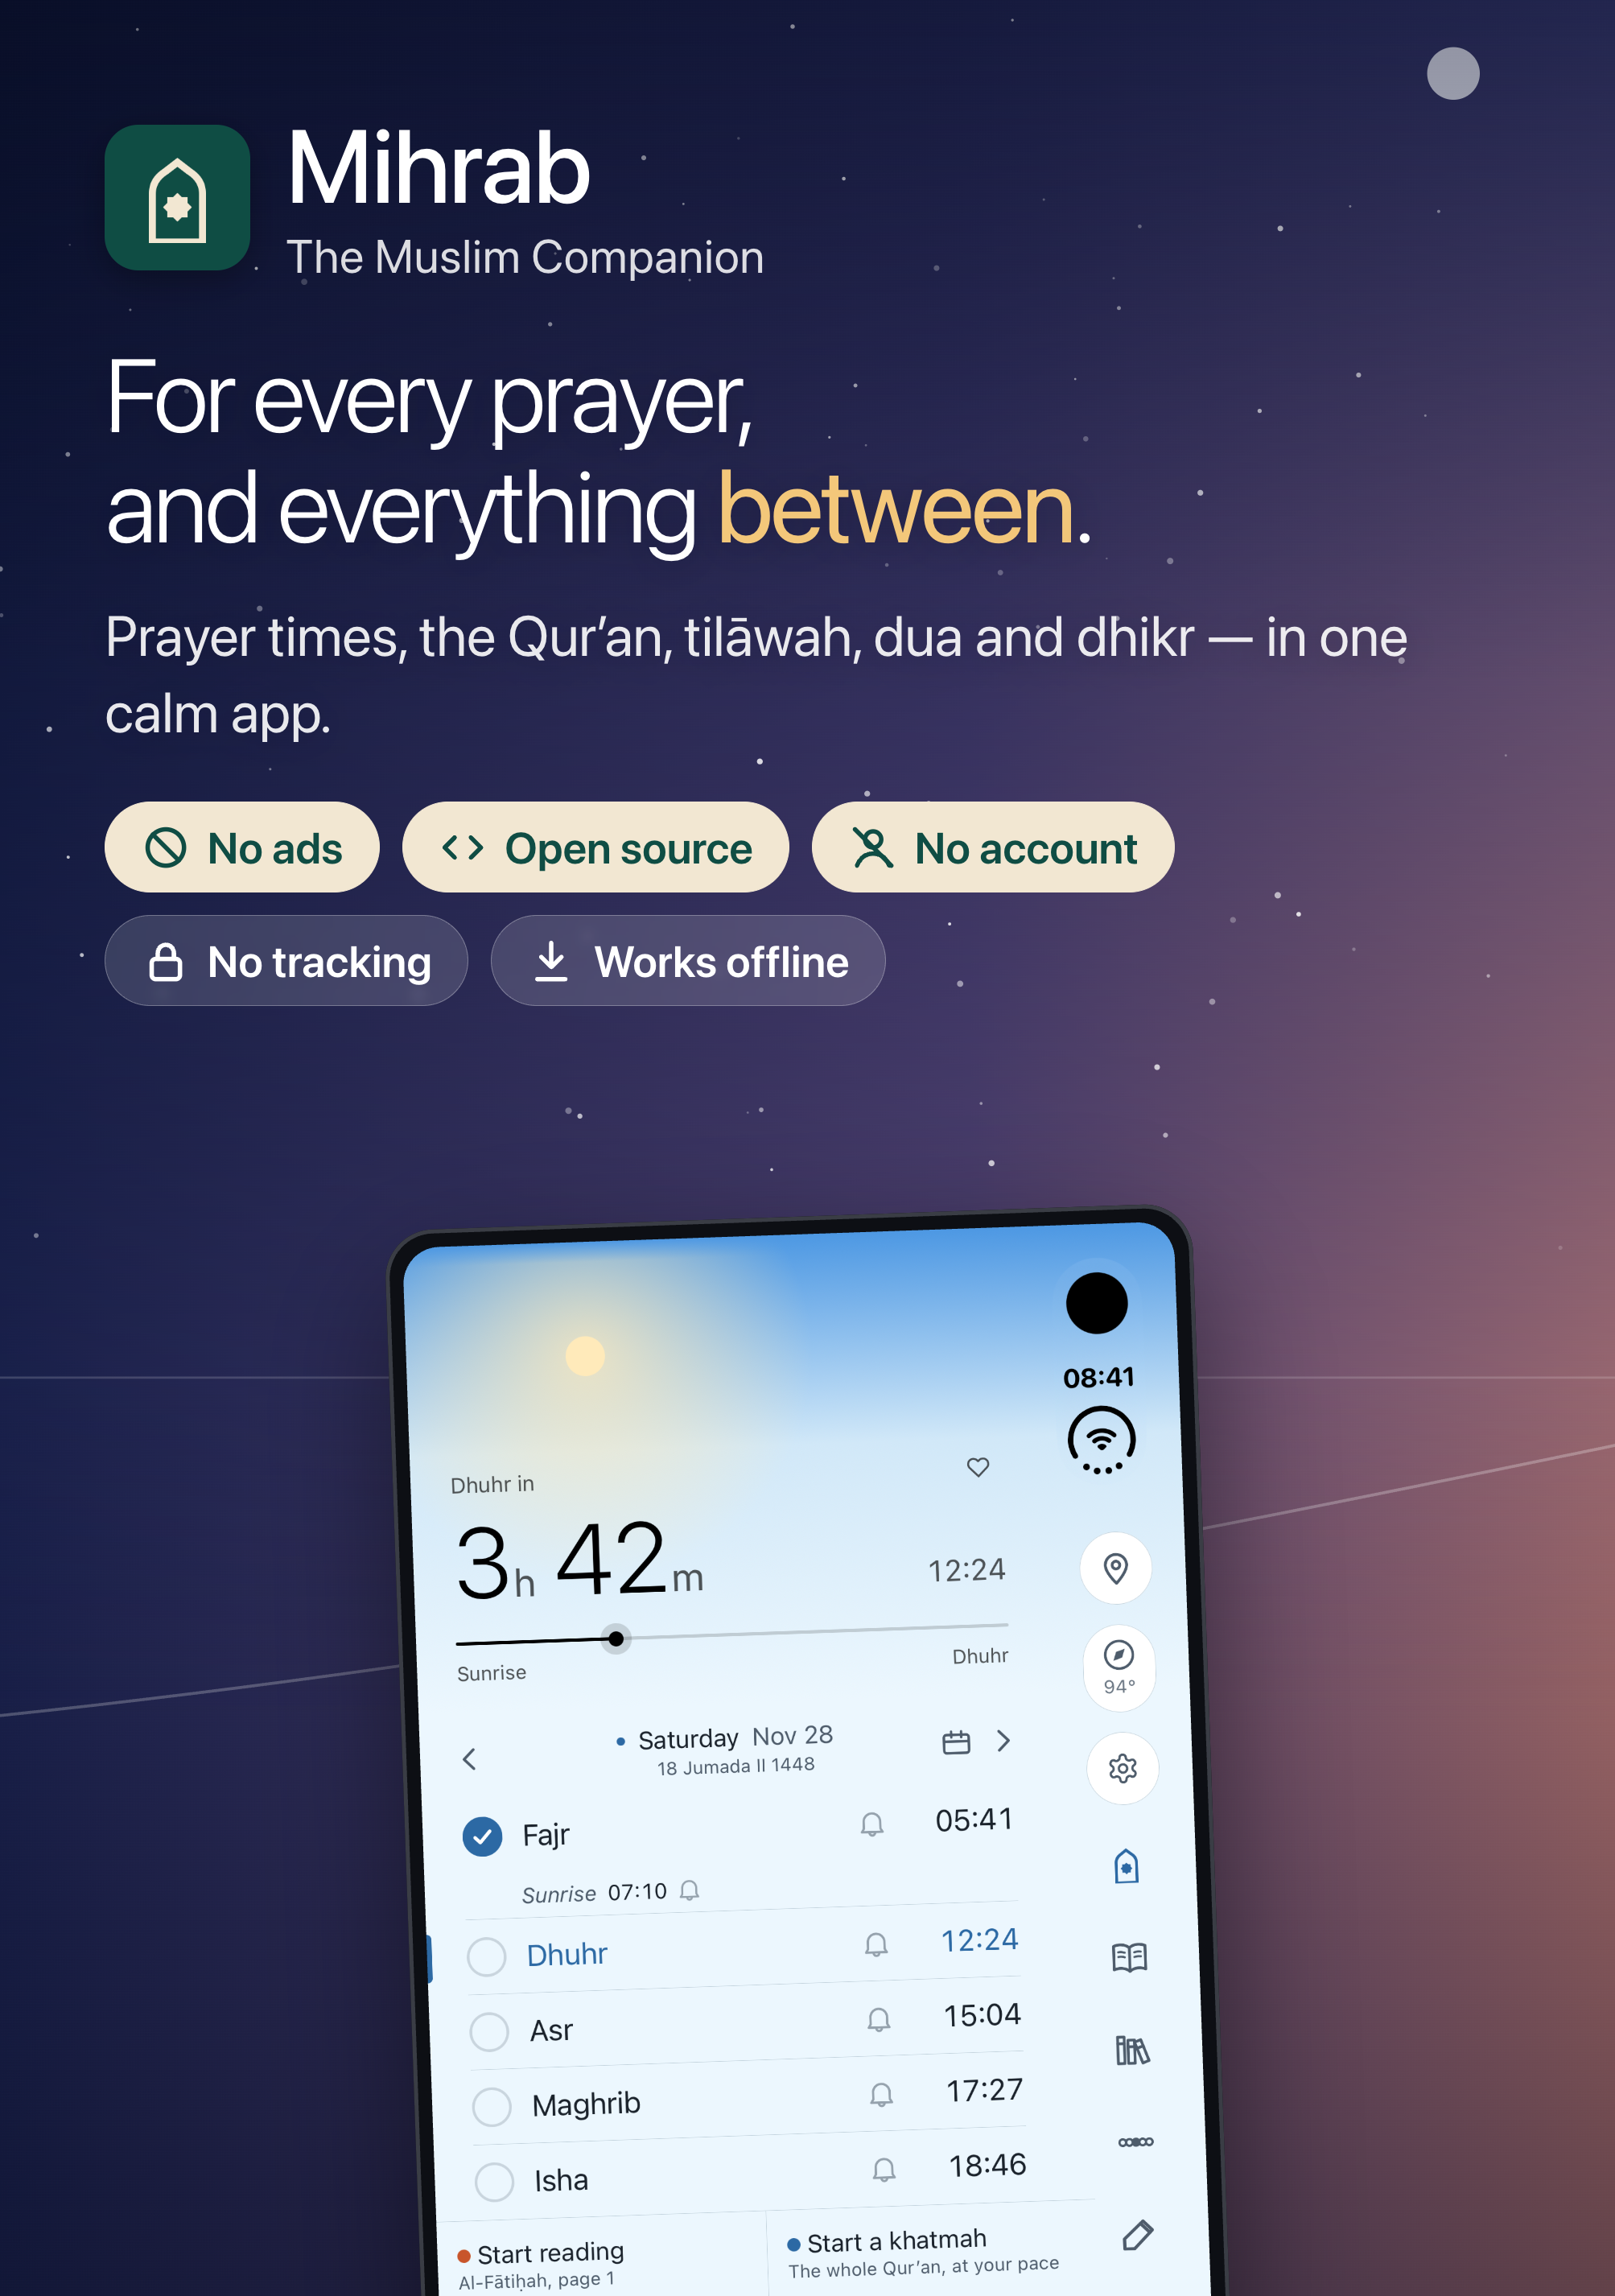 Mihrab
The Muslim Companion
For every prayer,
and everything between.
Prayer times, the Qur’an, tilāwah, dua and dhikr — in one
calm app.
No ads
Open source
No account
No tracking
Works offline
08:41
Dhuhr in
3h 42m
12:24
Sunrise
Dhuhr
94°
Saturday Nov 28
18 Jumada II 1448
Fajr 05:41
Sunrise 07:10
Dhuhr 12:24
Asr 15:04
Maghrib 17:27
Isha 18:46
Start reading
Al-Fātiḥah, page 1
Start a khatmah
The whole Qur’an, at your pace